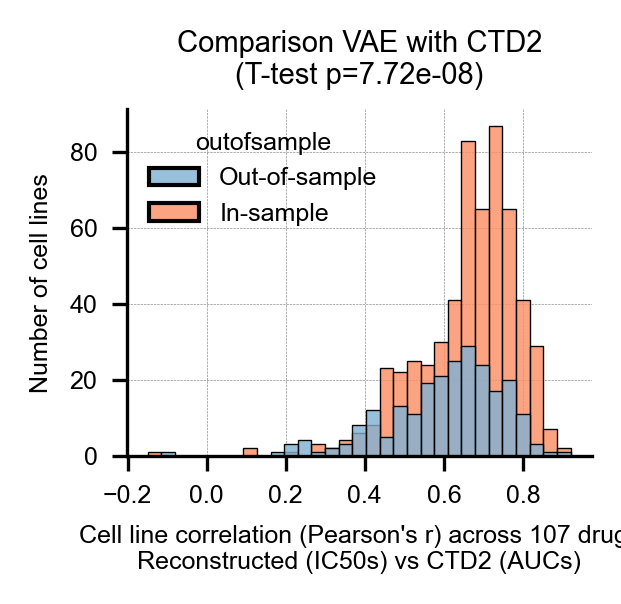 Comparison VAE with CTD2
(T-test p=7.72e-08)
outofsample
Out-of-sample
In-sample
Number of cell lines
80
60
40
20
0
−0.2 0.0 0.2 0.4 0.6 0.8
Cell line correlation (Pearson's r) across 107 drug
Reconstructed (IC50s) vs CTD2 (AUCs)